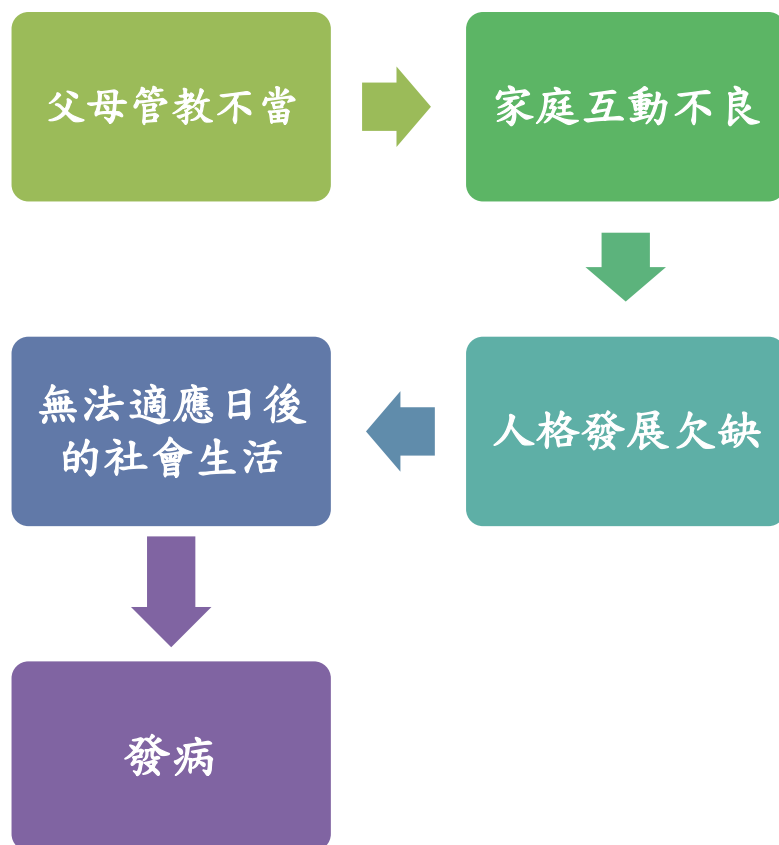 父母管教不當
家庭互動不良
人格發展欠缺
無法適應日後
的社會生活
發病